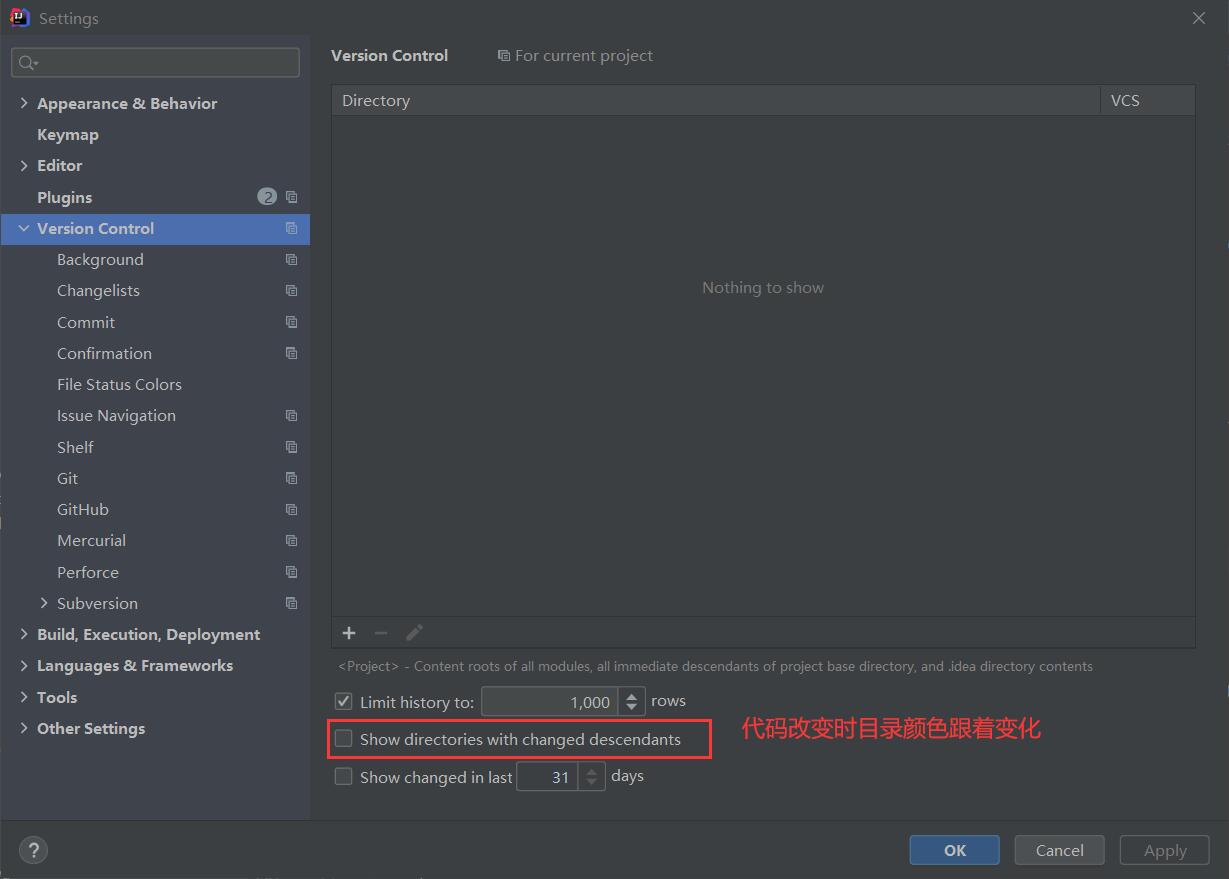 Settings
Version Control
For current project
Appearance & Behavior
Keymap
Editor
Plugins 2
Version Control
Background
Changelists
Commit
Confirmation
File Status Colors
Issue Navigation
Shelf
Git
GitHub
Mercurial
Perforce
Subversion
Build, Execution, Deployment
Languages & Frameworks
Tools
Other Settings
Directory VCS
Nothing to show
<Project> - Content roots of all modules, all immediate descendants of project base directory, and .idea directory contents
Limit history to: 1,000 rows
Show directories with changed descendants
代码改变时目录颜色跟着变化
Show changed in last 31 days
?
OK Cancel Apply